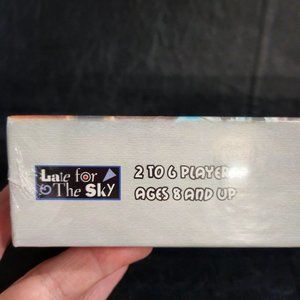 Late for
The Sky
2 TO 6 PLAYERS
AGES 8 AND UP